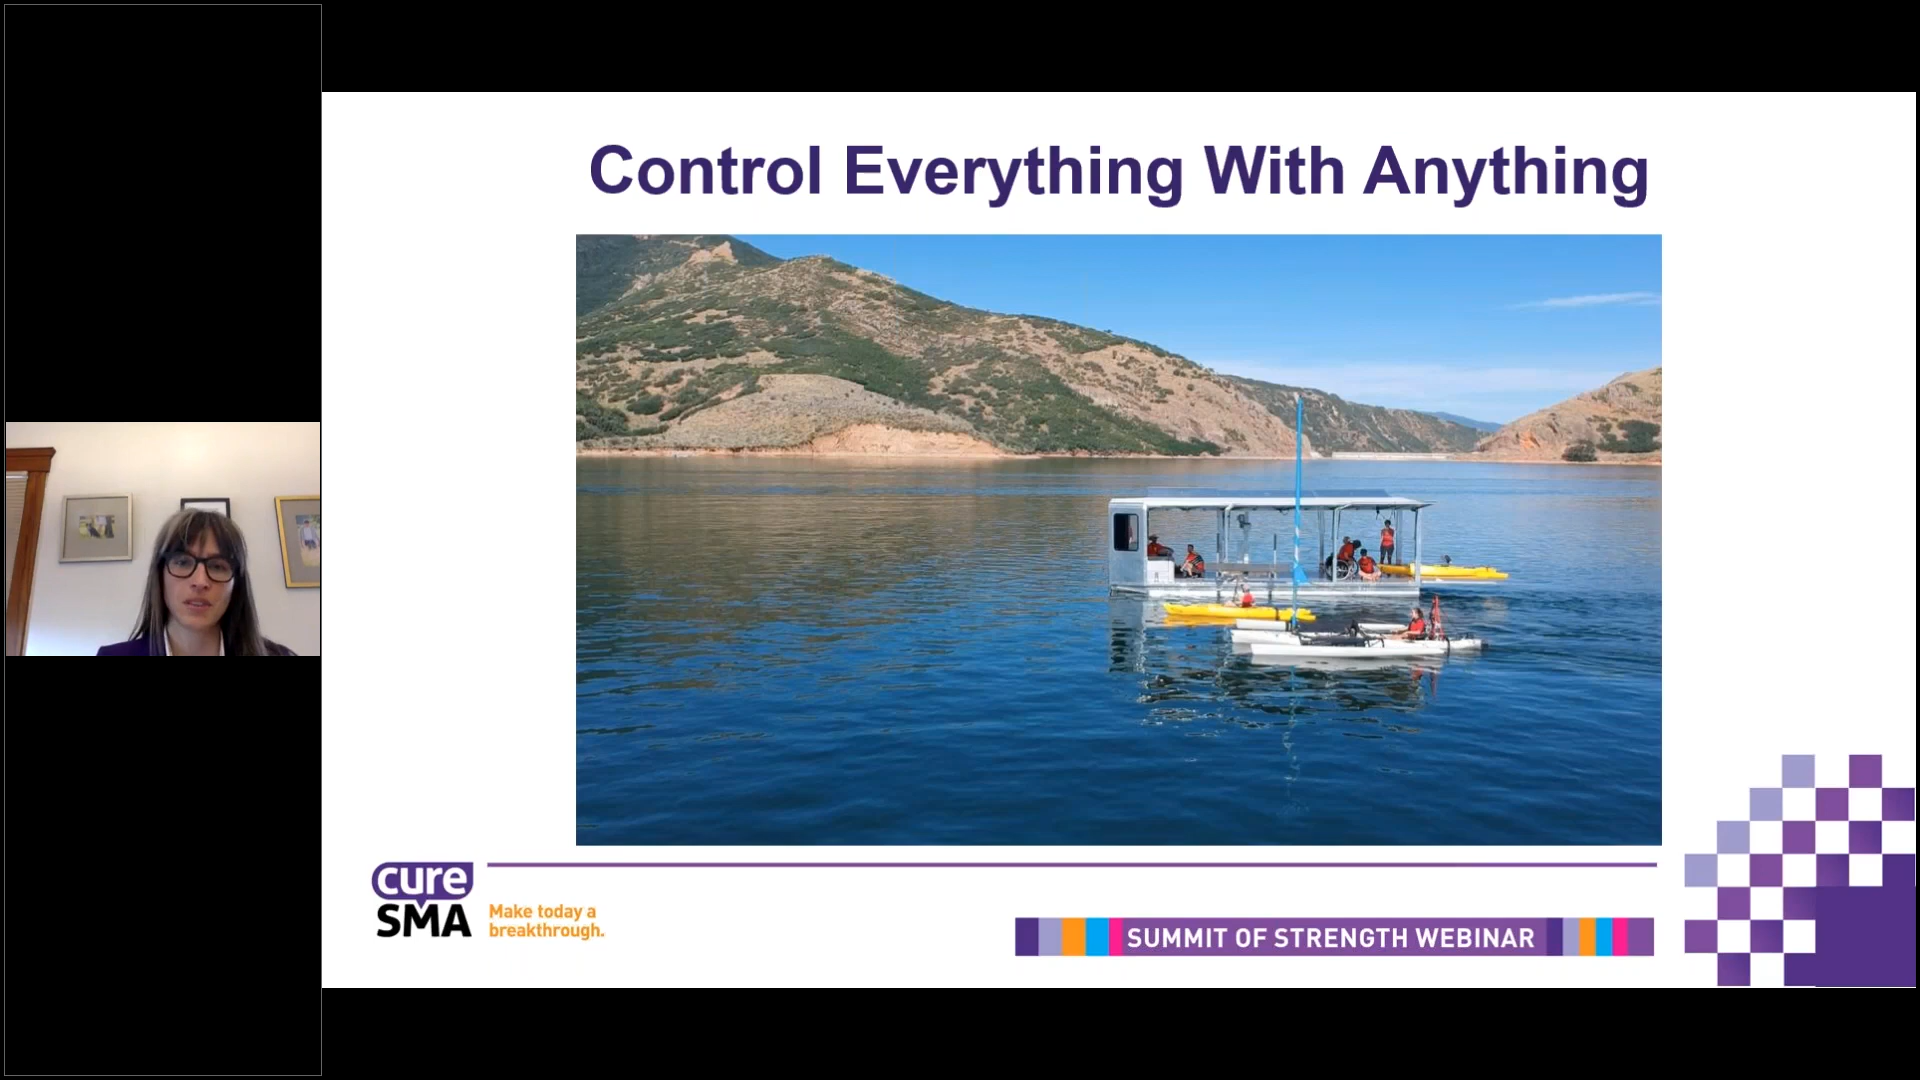 Control Everything With Anything
cure
SMA
Make today a
breakthrough.
SUMMIT OF STRENGTH WEBINAR